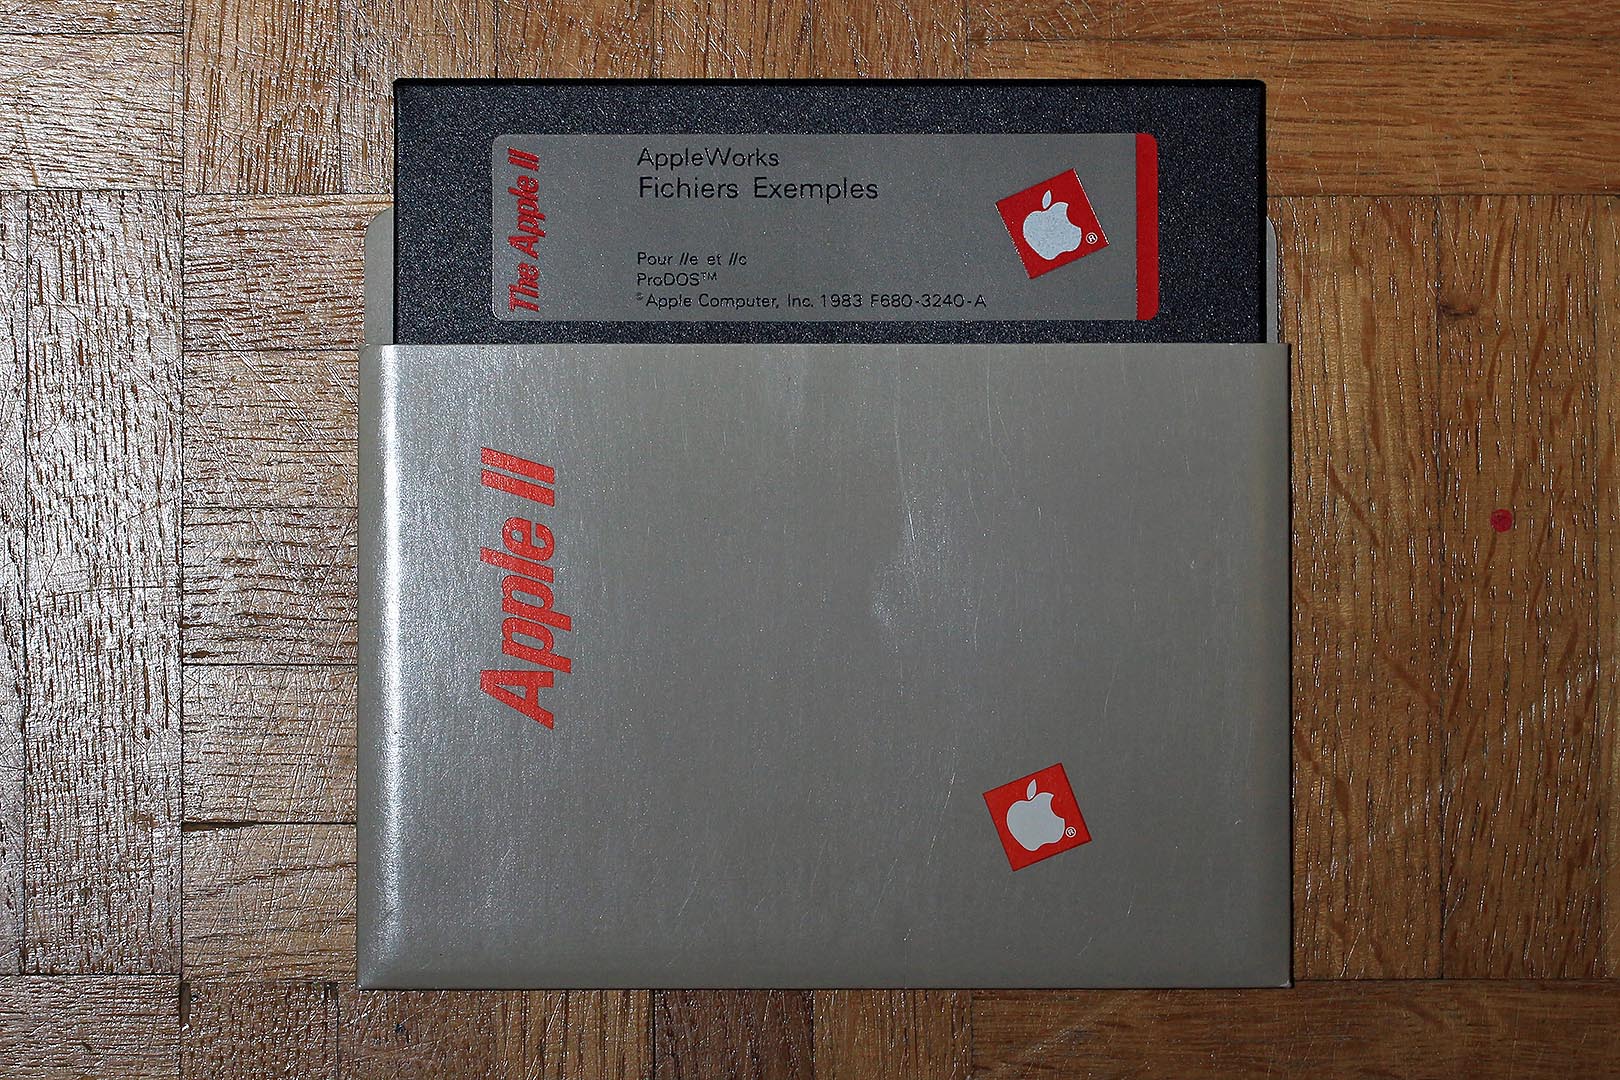 The Apple II
AppleWorks
Fichiers Exemples
Pour //e et //c
ProDOS™
©Apple Computer, Inc. 1983 F680-3240-A
®
Apple II
®